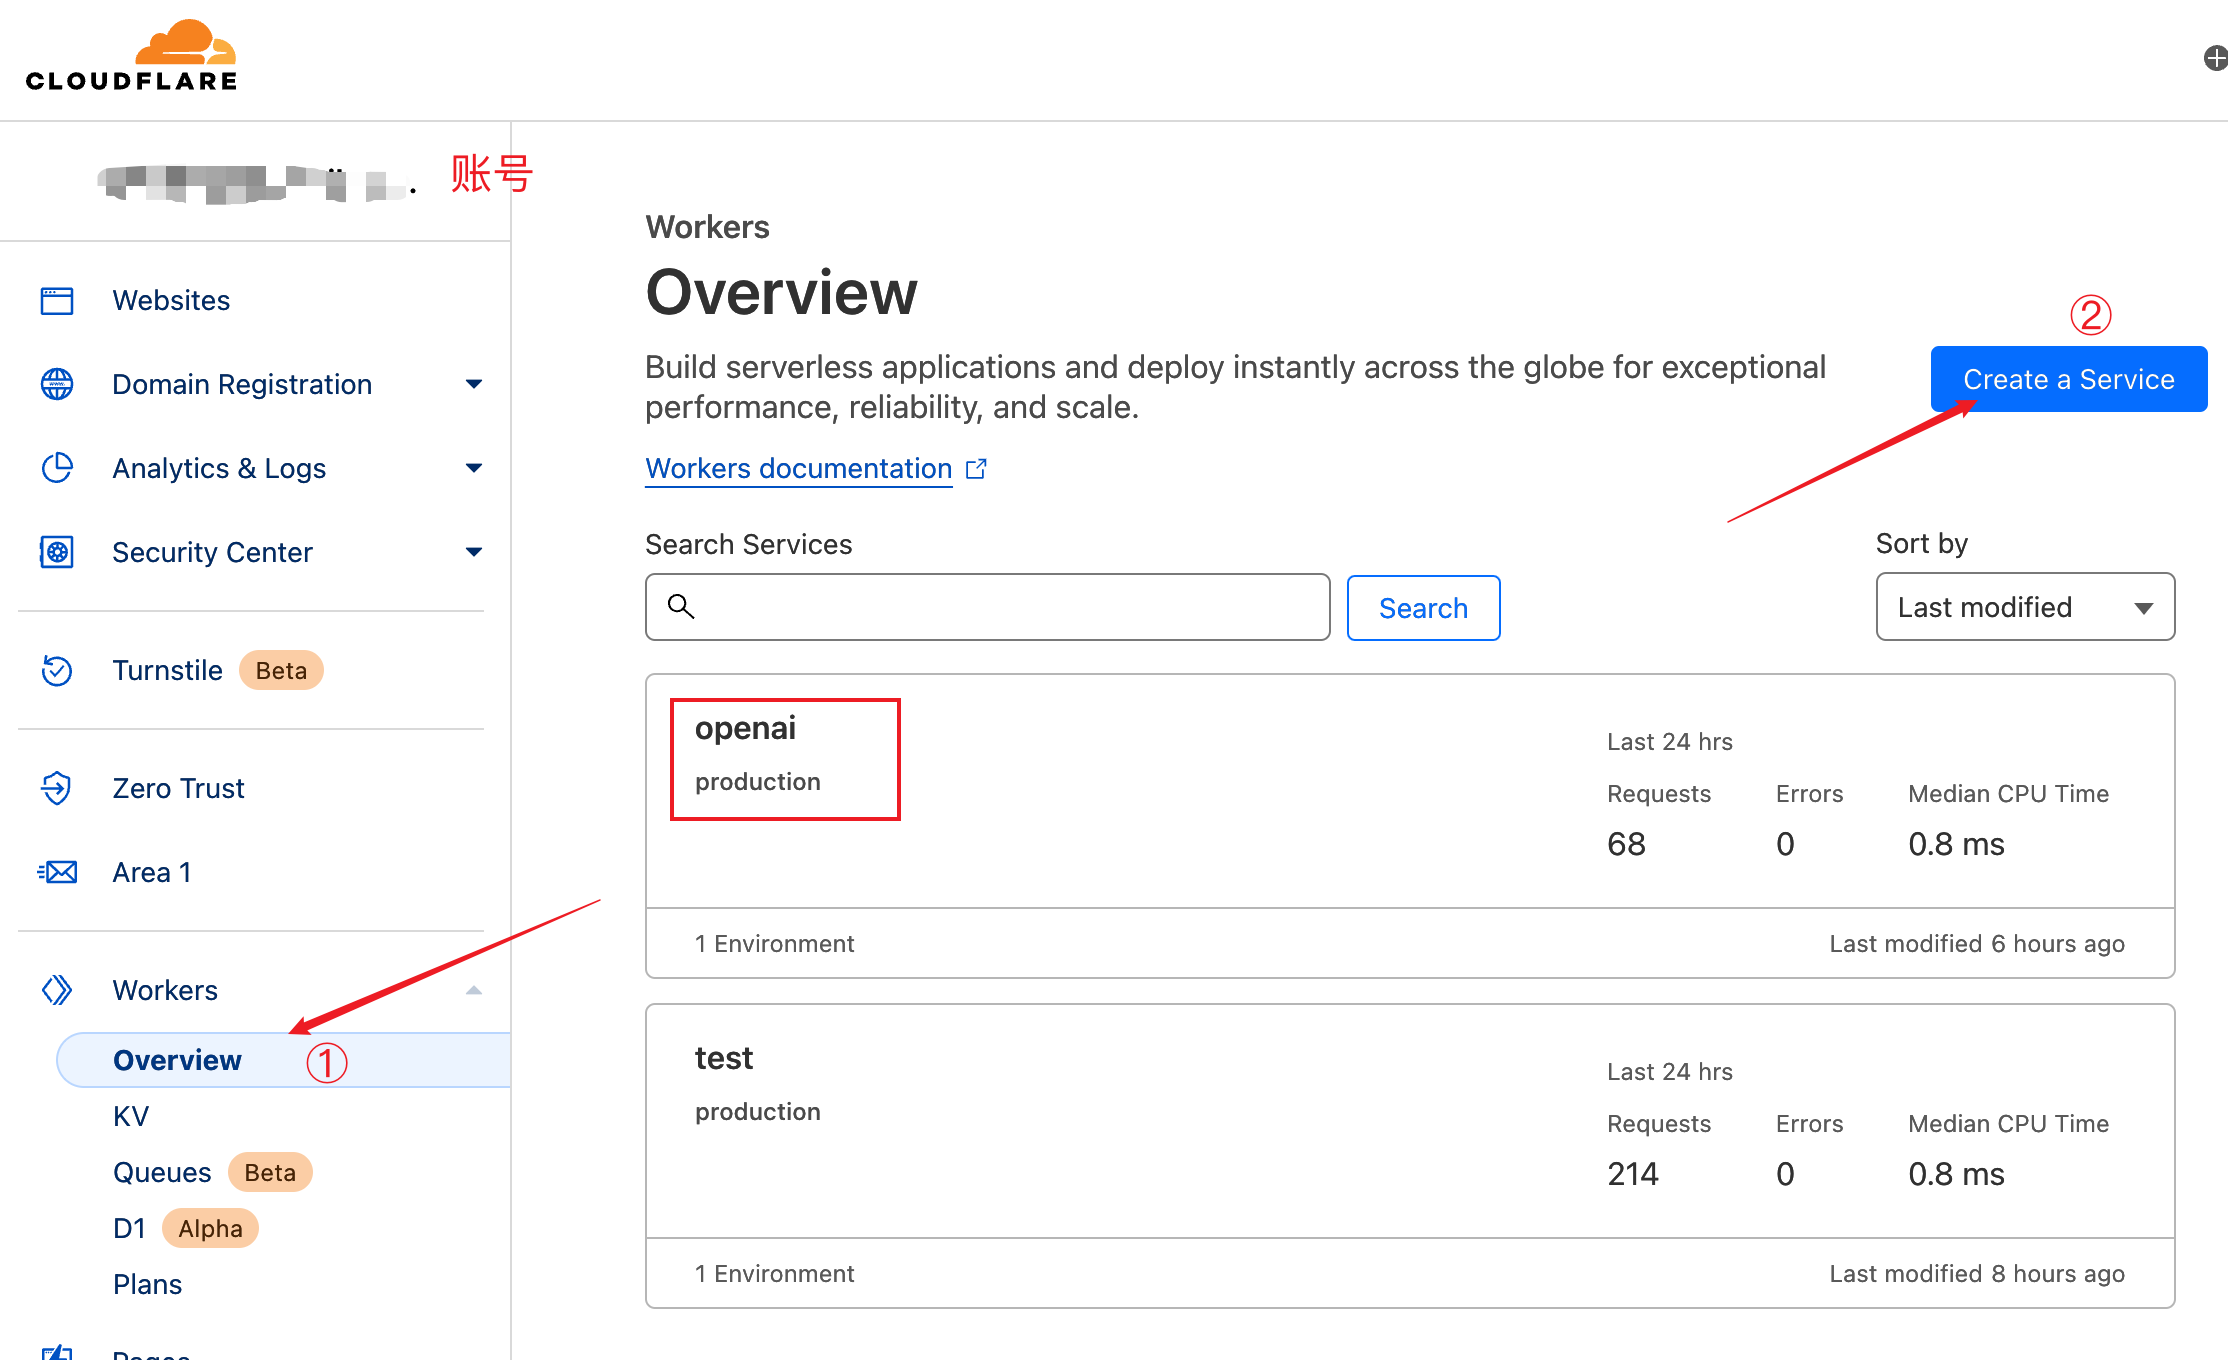 CLOUDFLARE
账号
Websites
Domain Registration
Analytics & Logs
Security Center
Turnstile Beta
Zero Trust
Area 1
Workers
Overview ①
KV
Queues Beta
D1 Alpha
Plans
Pages
Workers
Overview
Build serverless applications and deploy instantly across the globe for exceptional
performance, reliability, and scale.
Workers documentation
②
Create a Service
Search Services
Search
Sort by
Last modified
openai
production
Last 24 hrs
Requests Errors Median CPU Time
68 0 0.8 ms
1 Environment Last modified 6 hours ago
test
production
Last 24 hrs
Requests Errors Median CPU Time
214 0 0.8 ms
1 Environment Last modified 8 hours ago